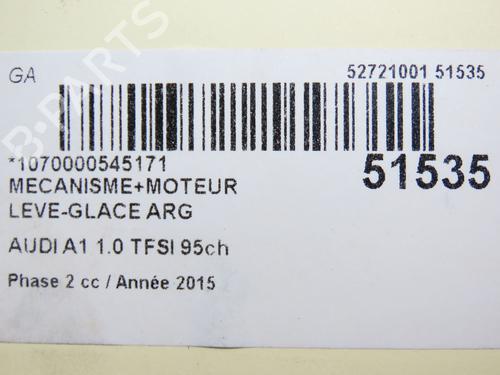 GA
52721001 51535
*1070000545171
51535
MECANISME+MOTEUR
LEVE-GLACE ARG
AUDI A1 1.0 TFSI 95ch
Phase 2 cc / Année 2015
B-PARTS